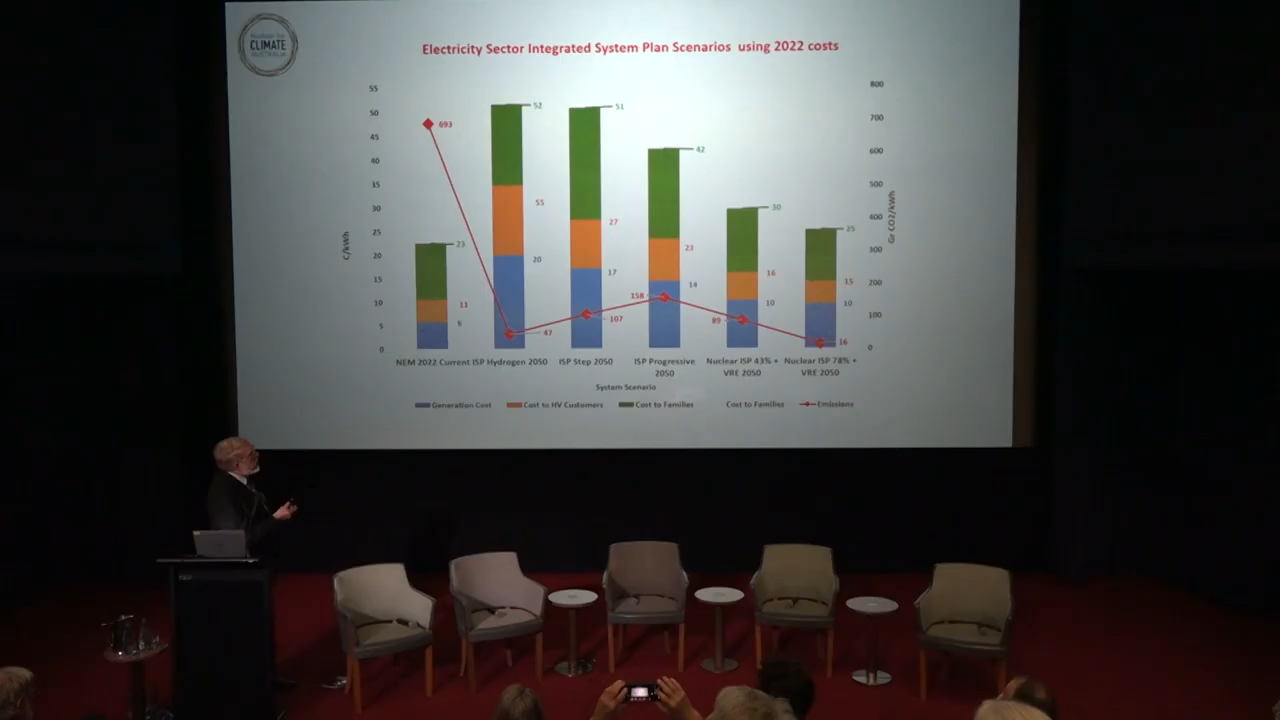 Nuclear for
CLIMATE
AUSTRALIA
Electricity Sector Integrated System Plan Scenarios using 2022 costs
55
50
45
40
35
30
25
20
15
10
5
0
C/kWh
800
700
600
500
400
300
200
100
0
Gr CO2/kWh
693
23
11
6
52
55
20
47
51
27
17
107
42
23
14
158
30
16
10
89
25
15
10
16
NEM 2022 Current
ISP Hydrogen 2050
ISP Step 2050
ISP Progressive
2050
Nuclear ISP 43% +
VRE 2050
Nuclear ISP 78% +
VRE 2050
System Scenario
Generation Cost
Cost to HV Customers
Cost to Families
Cost to Families
Emissions